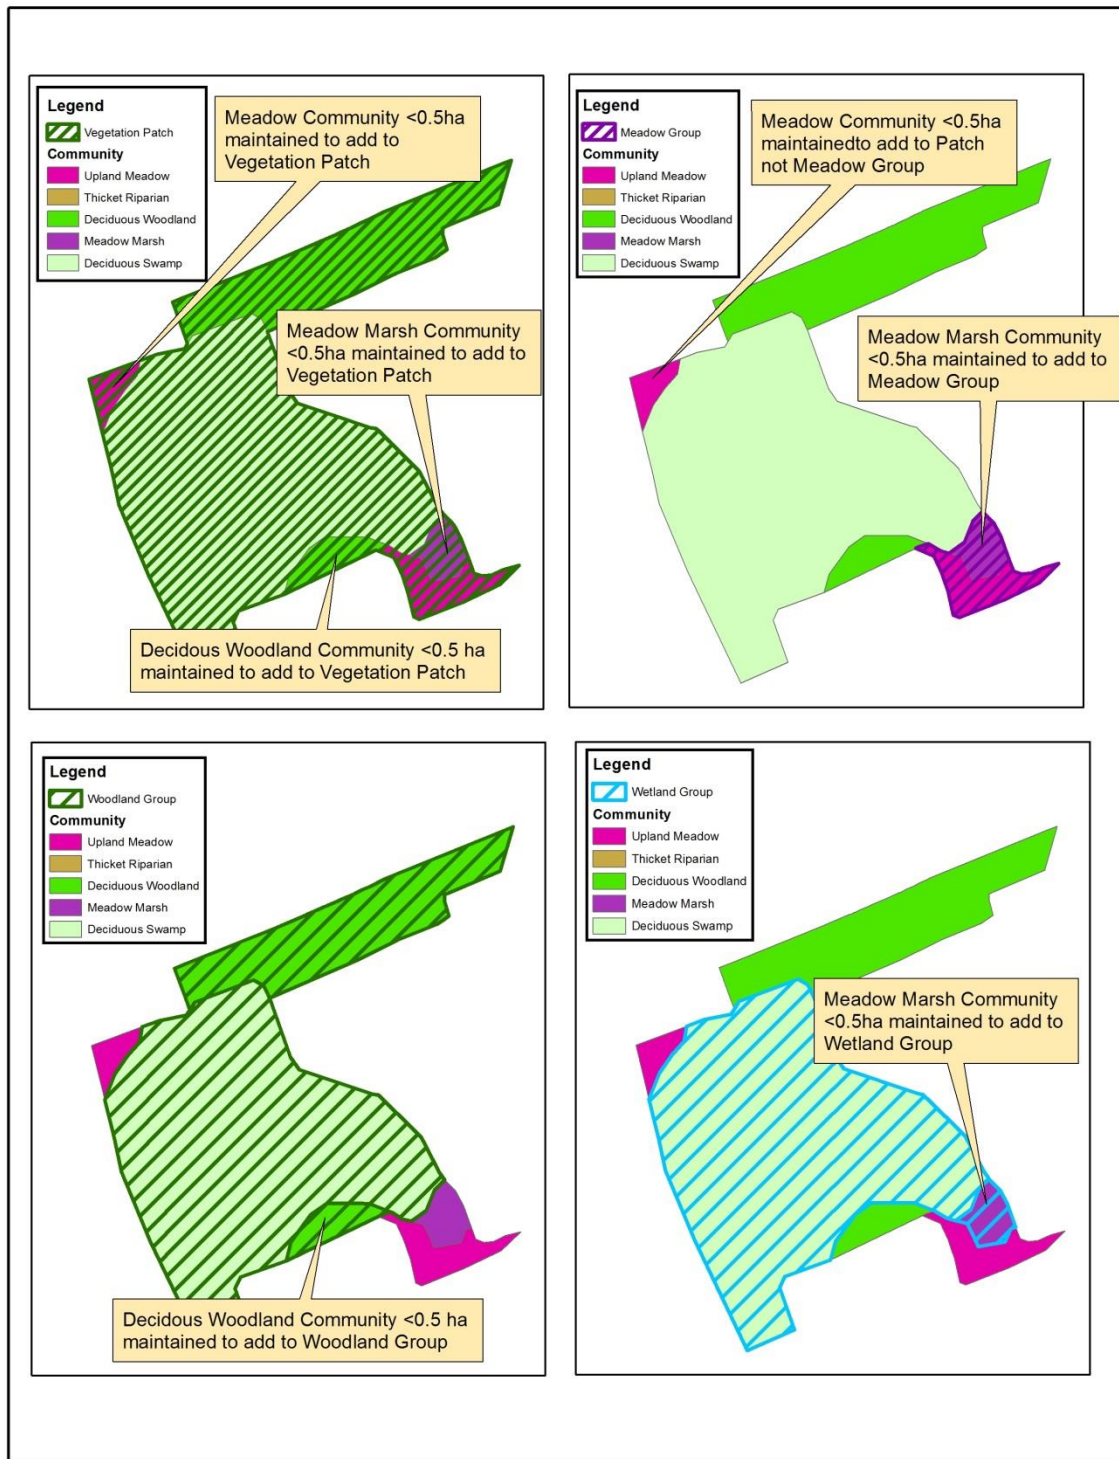 Legend
Vegetation Patch
Community
Upland Meadow
Thicket Riparian
Deciduous Woodland
Meadow Marsh
Deciduous Swamp
Meadow Community <0.5ha
maintained to add to
Vegetation Patch
Meadow Marsh Community
<0.5ha maintained to add to
Vegetation Patch
Decidous Woodland Community <0.5 ha
maintained to add to Vegetation Patch
Legend
Meadow Group
Community
Upland Meadow
Thicket Riparian
Deciduous Woodland
Meadow Marsh
Deciduous Swamp
Meadow Community <0.5ha
maintainedto add to Patch
not Meadow Group
Meadow Marsh Community
<0.5ha maintained to add to
Meadow Group
Legend
Woodland Group
Community
Upland Meadow
Thicket Riparian
Deciduous Woodland
Meadow Marsh
Deciduous Swamp
Decidous Woodland Community <0.5 ha
maintained to add to Woodland Group
Legend
Wetland Group
Community
Upland Meadow
Thicket Riparian
Deciduous Woodland
Meadow Marsh
Deciduous Swamp
Meadow Marsh Community
<0.5ha maintained to add to
Wetland Group